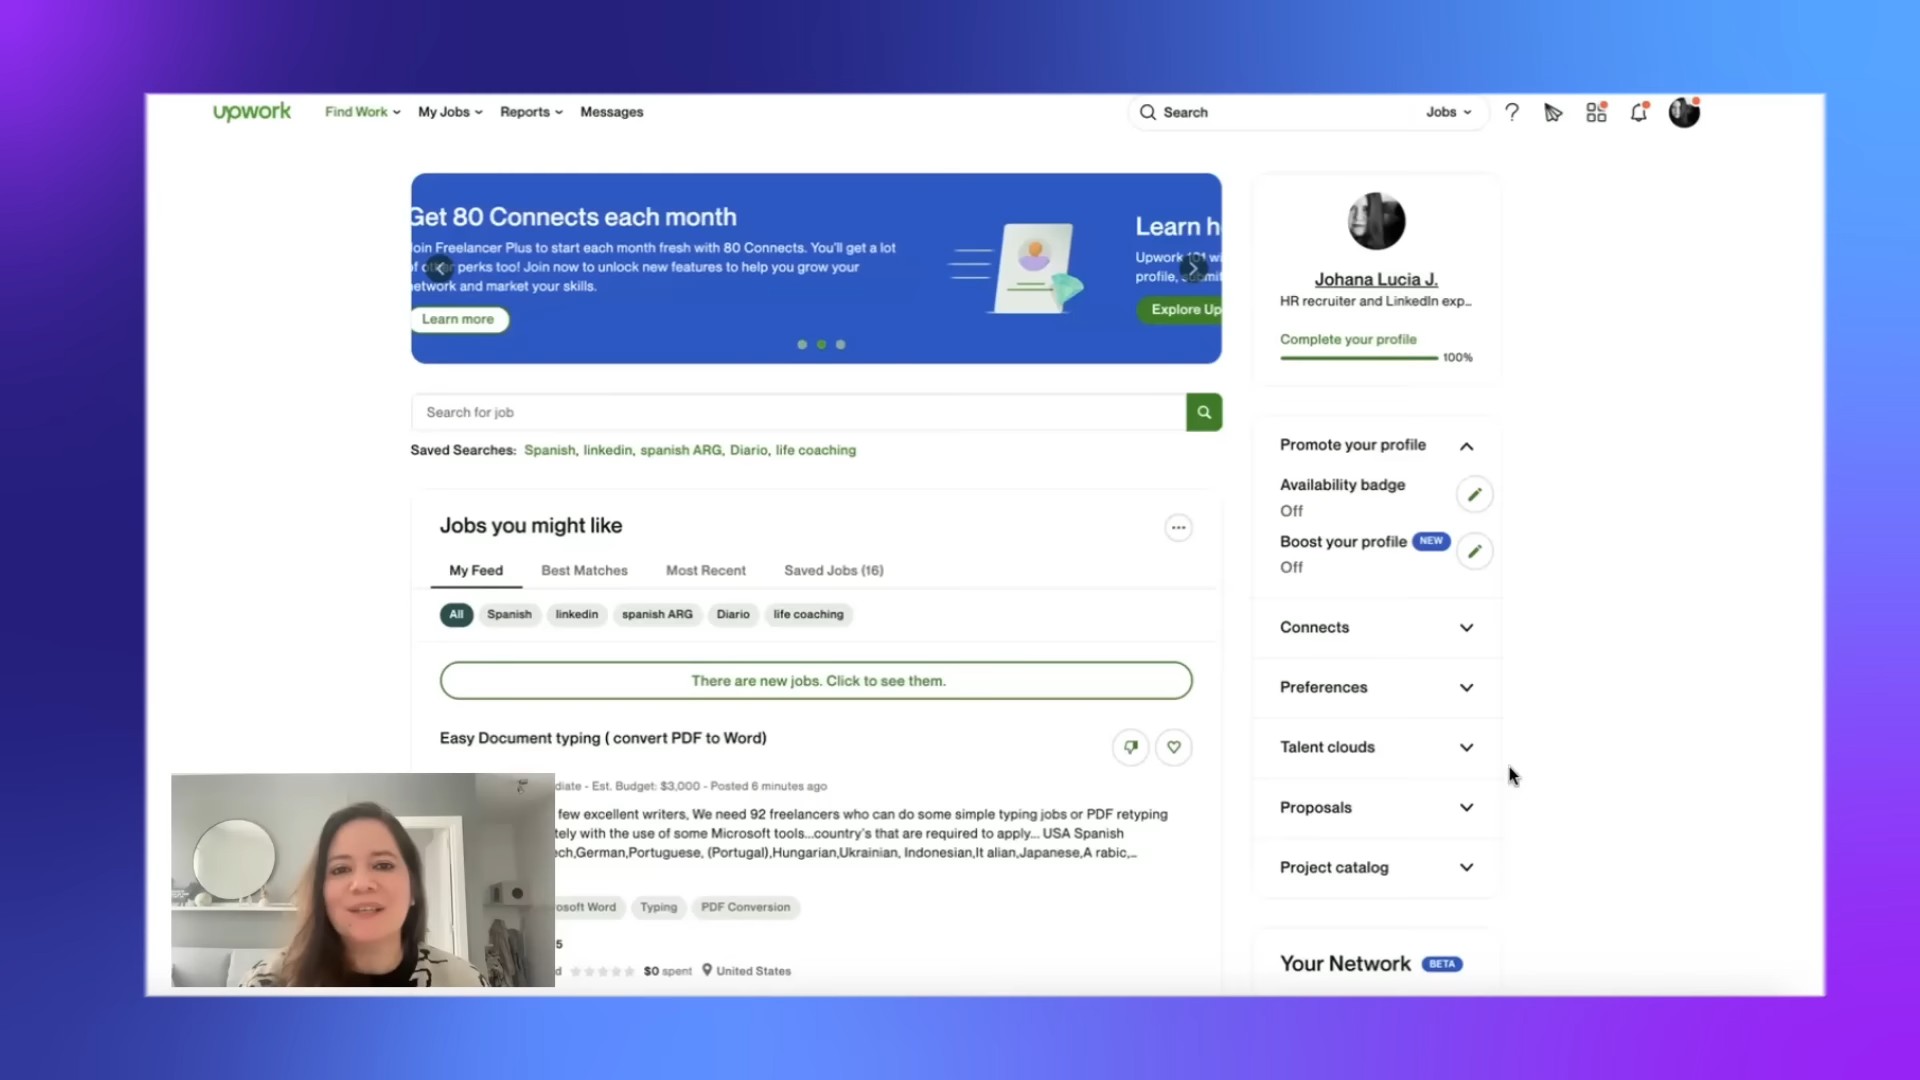 upwork
Find Work
My Jobs
Reports
Messages
Search
Jobs
Get 80 Connects each month
Join Freelancer Plus to start each month fresh with 80 Connects. You'll get a lot
of other perks too! Join now to unlock new features to help you grow your
network and market your skills.
Learn more
Learn h
Upwork 101 wi
profile, submit
Explore Up
Search for job
Saved Searches: Spanish, linkedin, spanish ARG, Diario, life coaching
Jobs you might like
My Feed
Best Matches
Most Recent
Saved Jobs (16)
All
Spanish
linkedin
spanish ARG
Diario
life coaching
There are new jobs. Click to see them.
Easy Document typing ( convert PDF to Word)
diate - Est. Budget: $3,000 - Posted 6 minutes ago
few excellent writers, We need 92 freelancers who can do some simple typing jobs or PDF retyping
tely with the use of some Microsoft tools...country's that are required to apply... USA Spanish
ch,German,Portuguese, (Portugal),Hungarian,Ukrainian, Indonesian,It alian,Japanese,A rabic,...
osoft Word
Typing
PDF Conversion
5
d
$0 spent
United States
Johana Lucia J.
HR recruiter and LinkedIn exp...
Complete your profile
100%
Promote your profile
Availability badge
Off
Boost your profile NEW
Off
Connects
Preferences
Talent clouds
Proposals
Project catalog
Your Network BETA